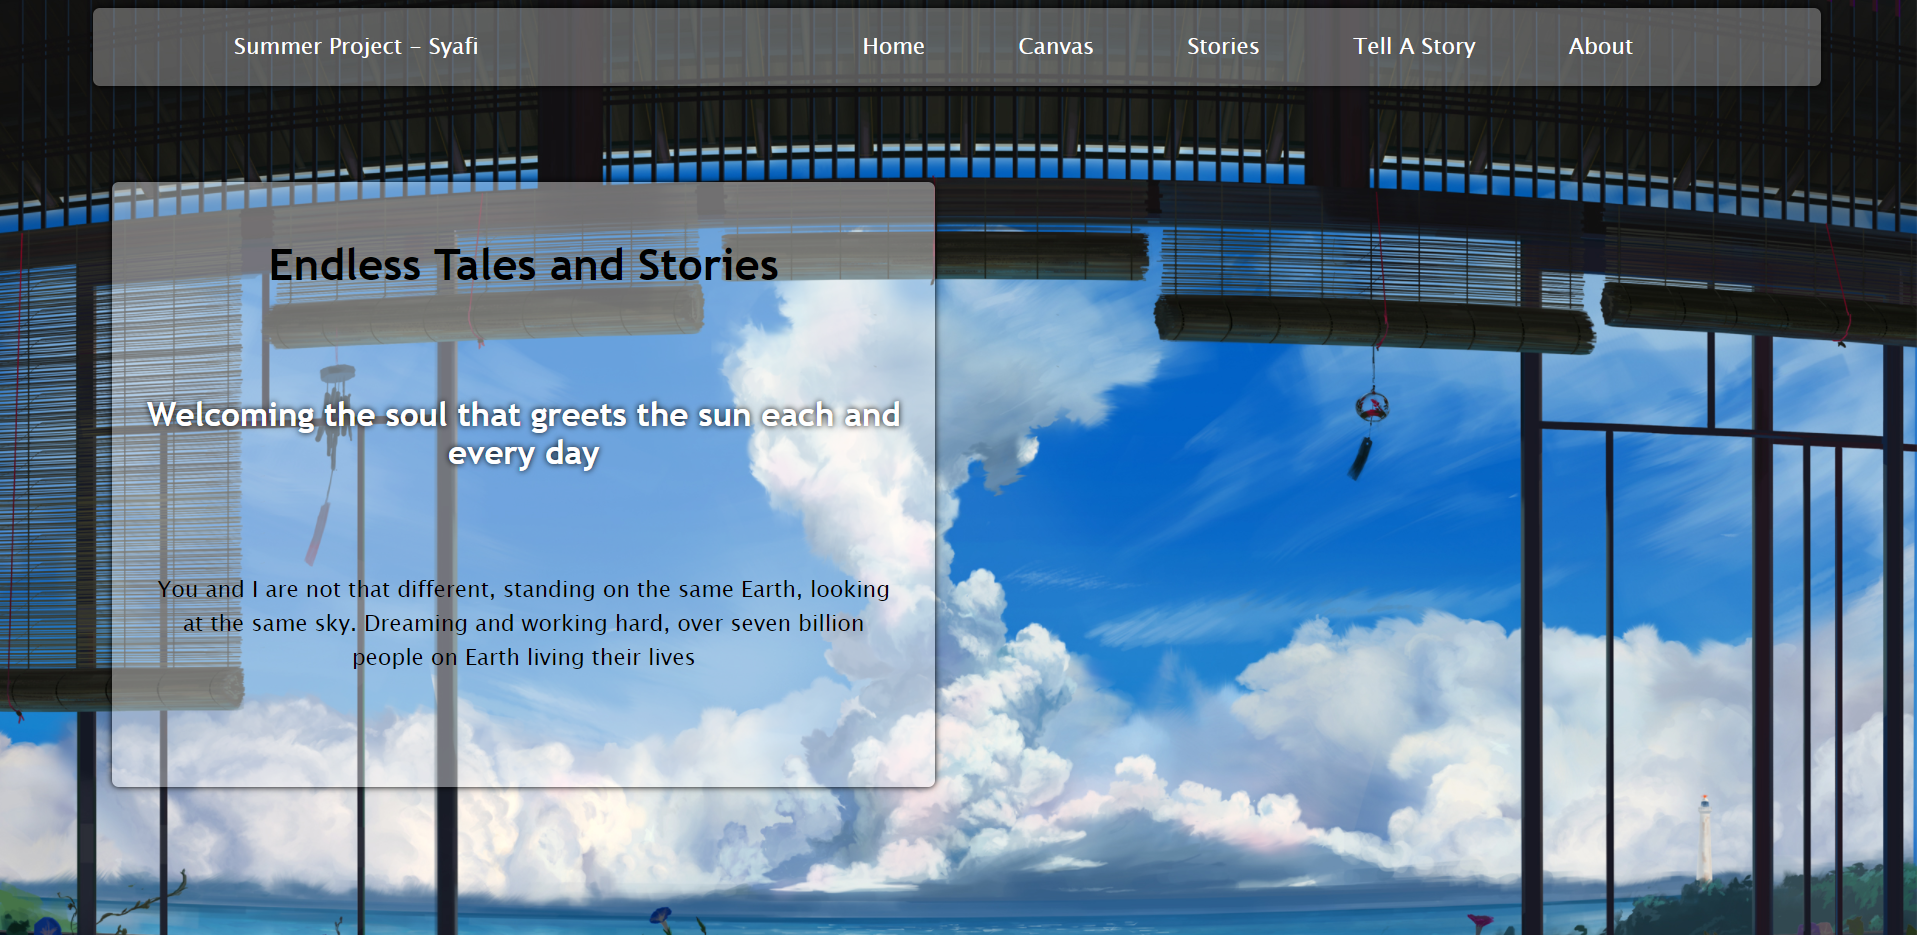 Summer Project – Syafi Home Canvas Stories Tell A Story About
Endless Tales and Stories
Welcoming the soul that greets the sun each and
every day
You and I are not that different, standing on the same Earth, looking
at the same sky. Dreaming and working hard, over seven billion
people on Earth living their lives